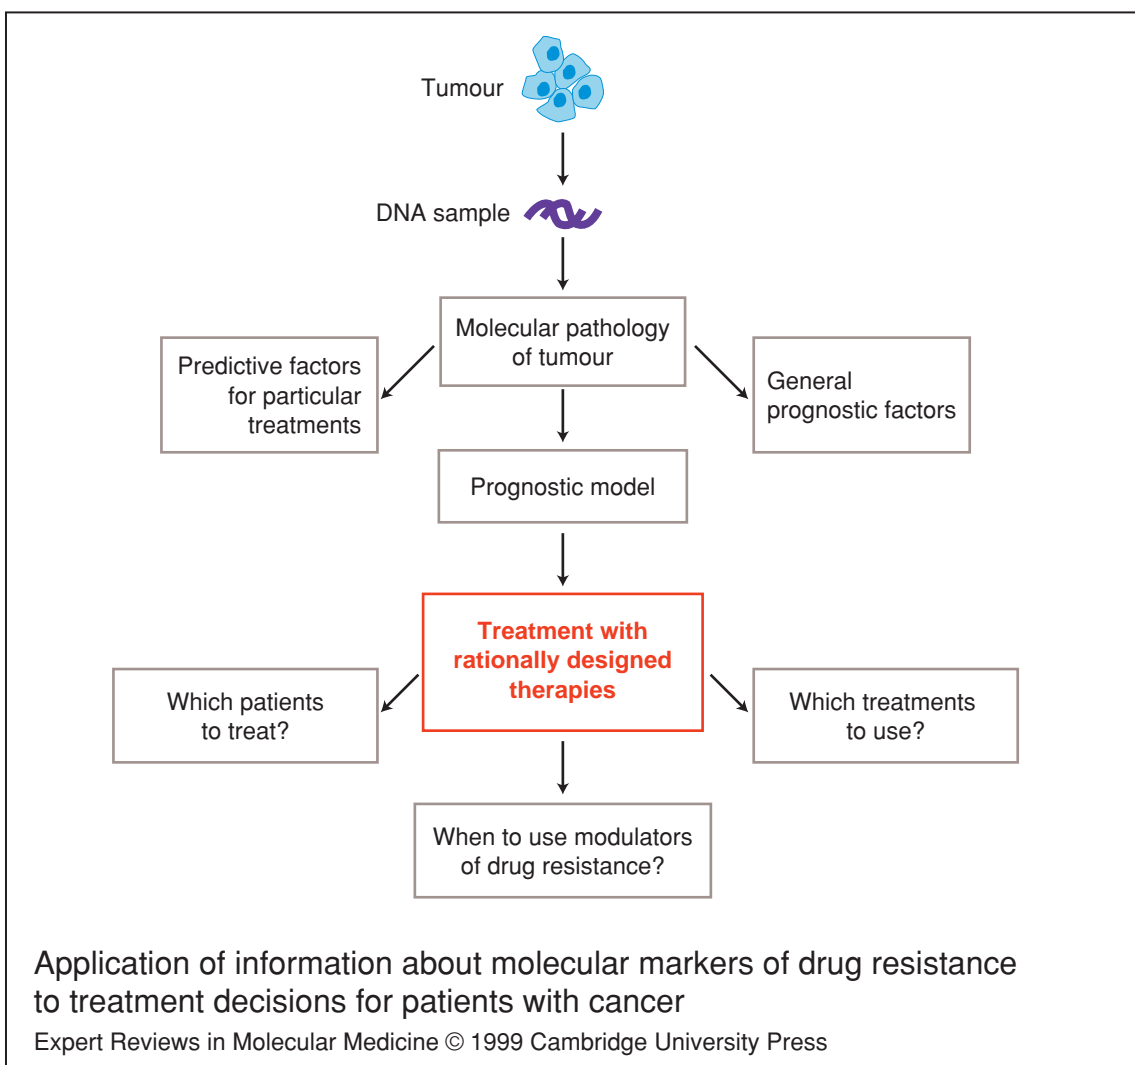 Tumour
DNA sample
Molecular pathology
of tumour
Predictive factors
for particular
treatments
General
prognostic factors
Prognostic model
Treatment with
rationally designed
therapies
Which patients
to treat?
Which treatments
to use?
When to use modulators
of drug resistance?
Application of information about molecular markers of drug resistance
to treatment decisions for patients with cancer
Expert Reviews in Molecular Medicine © 1999 Cambridge University Press